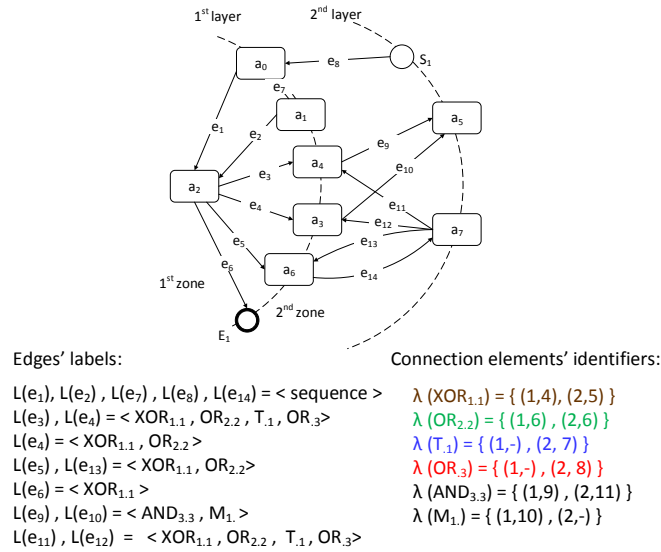 1st layer
2nd layer
a0
e8
S1
e7
a1
a5
e1
e2
e9
a4
e3
e10
a2
e4
a3
e11
e12
a7
e5
e13
e6
a6
e14
1st zone
2nd zone
E1
Edges' labels:
L(e1), L(e2) , L(e7) , L(e8) , L(e14) = < sequence >
L(e3) , L(e4) = < XOR1.1 , OR2.2 , T.1 , OR.3>
L(e4) = < XOR1.1 , OR2.2>
L(e5) , L(e13) = < XOR1.1 , OR2.2>
L(e6) = < XOR1.1 >
L(e9) , L(e10) = < AND3.3 , M1. >
L(e11) , L(e12) = < XOR1.1 , OR2.2 , T.1 , OR.3>
Connection elements' identifiers:
λ (XOR1.1) = { (1,4), (2,5) }
λ (OR2.2) = { (1,6) , (2,6) }
λ (T.1) = { (1,-) , (2, 7) }
λ (OR.3) = { (1,-) , (2, 8) }
λ (AND3.3) = { (1,9) , (2,11) }
λ (M1.) = { (1,10) , (2,-) }